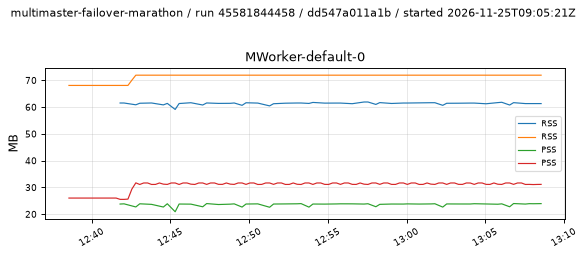 multimaster-failover-marathon / run 45581844458 / dd547a011a1b / started 2026-11-25T09:05:21Z
MWorker-default-0
MB
70
60
50
40
30
20
RSS
RSS
PSS
PSS
12:40
12:45
12:50
12:55
13:00
13:05
13:10